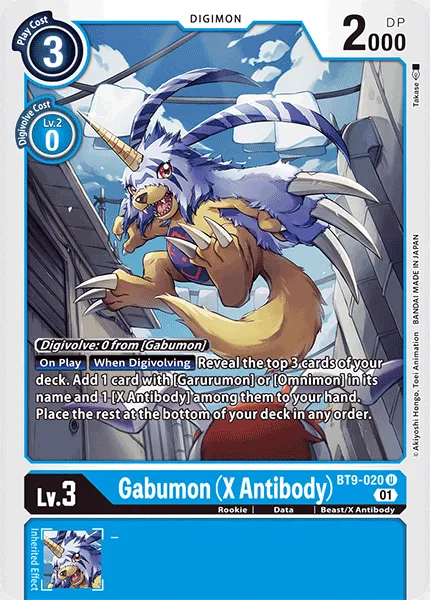 DIGIMON
Play Cost
3
DP
2000
Digivolve Cost
Lv.2
0
Takase
BANDAI MADE IN JAPAN
©Akiyoshi Hongo, Toei Animation
Digivolve: 0 from [Gabumon]
On Play When Digivolving Reveal the top 3 cards of your
deck. Add 1 card with [Garurumon] or [Omnimon] in its
name and 1 [X Antibody] among them to your hand.
Place the rest at the bottom of your deck in any order.
Lv.3
Gabumon (X Antibody)
BT9-020 U
01
Rookie | Data | Beast/X Antibody
Inherited Effect
–